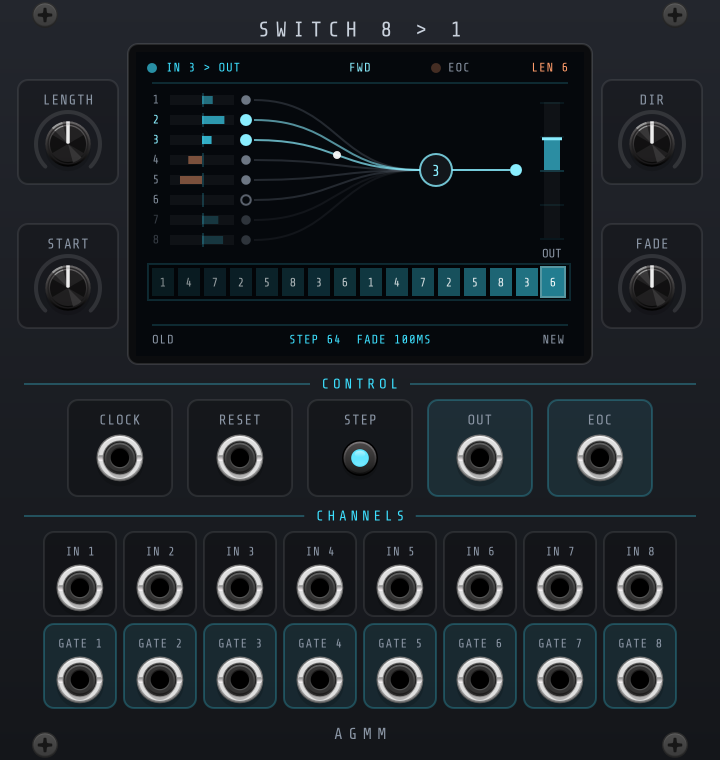 SWITCH 8 > 1
IN 3 > OUT FWD EOC LEN 6
LENGTH
DIR
1
2
3
4
5
6
7
8
3
START
FADE
OUT
1 4 7 2 5 8 3 6 1 4 7 2 5 8 3 6
OLD STEP 64 FADE 100MS NEW
CONTROL
CLOCK RESET STEP OUT EOC
CHANNELS
IN 1 IN 2 IN 3 IN 4 IN 5 IN 6 IN 7 IN 8
GATE 1 GATE 2 GATE 3 GATE 4 GATE 5 GATE 6 GATE 7 GATE 8
AGMM